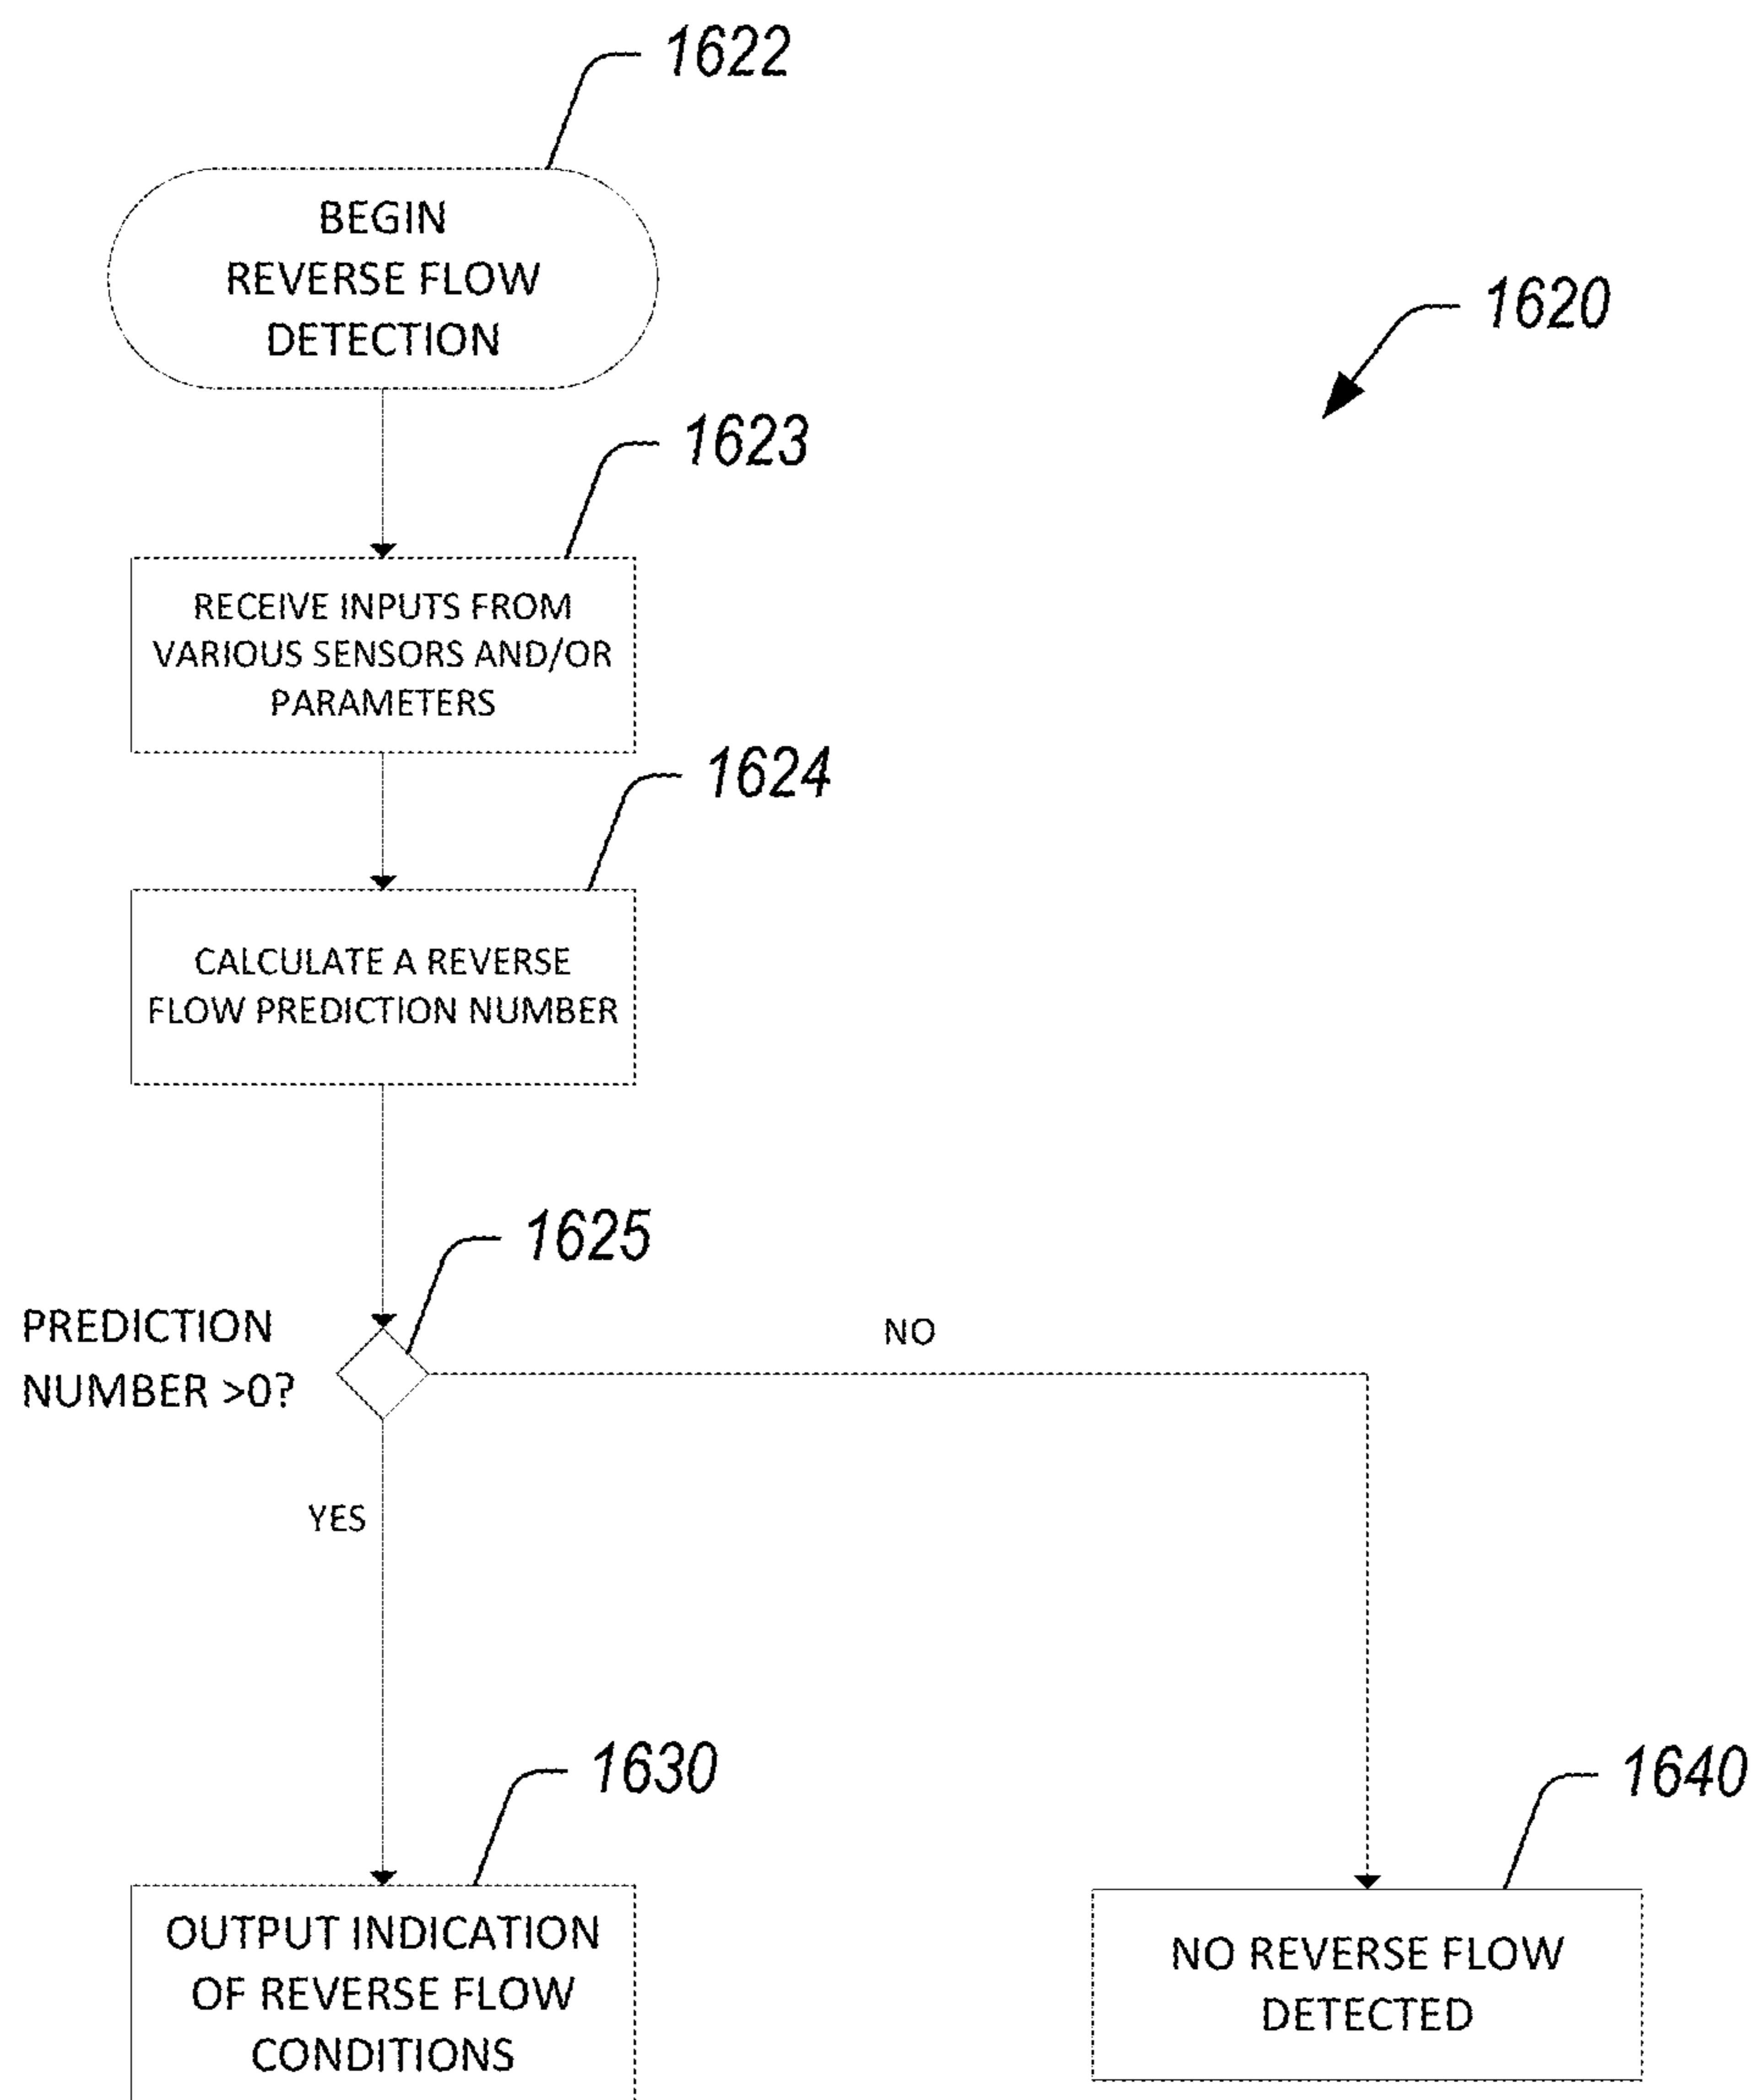 1622
BEGIN
REVERSE FLOW
DETECTION
1620
1623
RECEIVE INPUTS FROM
VARIOUS SENSORS AND/OR
PARAMETERS
1624
CALCULATE A REVERSE
FLOW PREDICTION NUMBER
1625
PREDICTION
NUMBER >0?
NO
YES
1630
OUTPUT INDICATION
OF REVERSE FLOW
CONDITIONS
1640
NO REVERSE FLOW
DETECTED